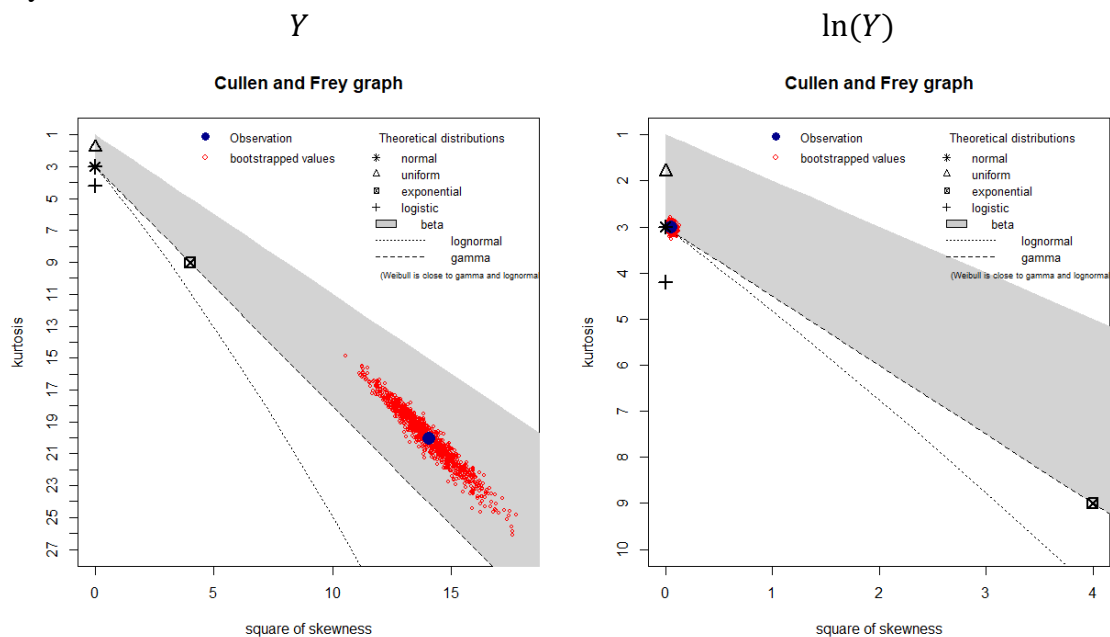 Y
Cullen and Frey graph
Observation
bootstrapped values
Theoretical distributions
normal
uniform
exponential
logistic
beta
lognormal
gamma
(Weibull is close to gamma and lognormal
kurtosis
1
3
5
7
9
11
13
15
17
19
21
23
25
27
0
5
10
15
square of skewness
ln(Y)
Cullen and Frey graph
Observation
bootstrapped values
Theoretical distributions
normal
uniform
exponential
logistic
beta
lognormal
gamma
(Weibull is close to gamma and lognormal
kurtosis
1
2
3
4
5
6
7
8
9
10
0
1
2
3
4
square of skewness